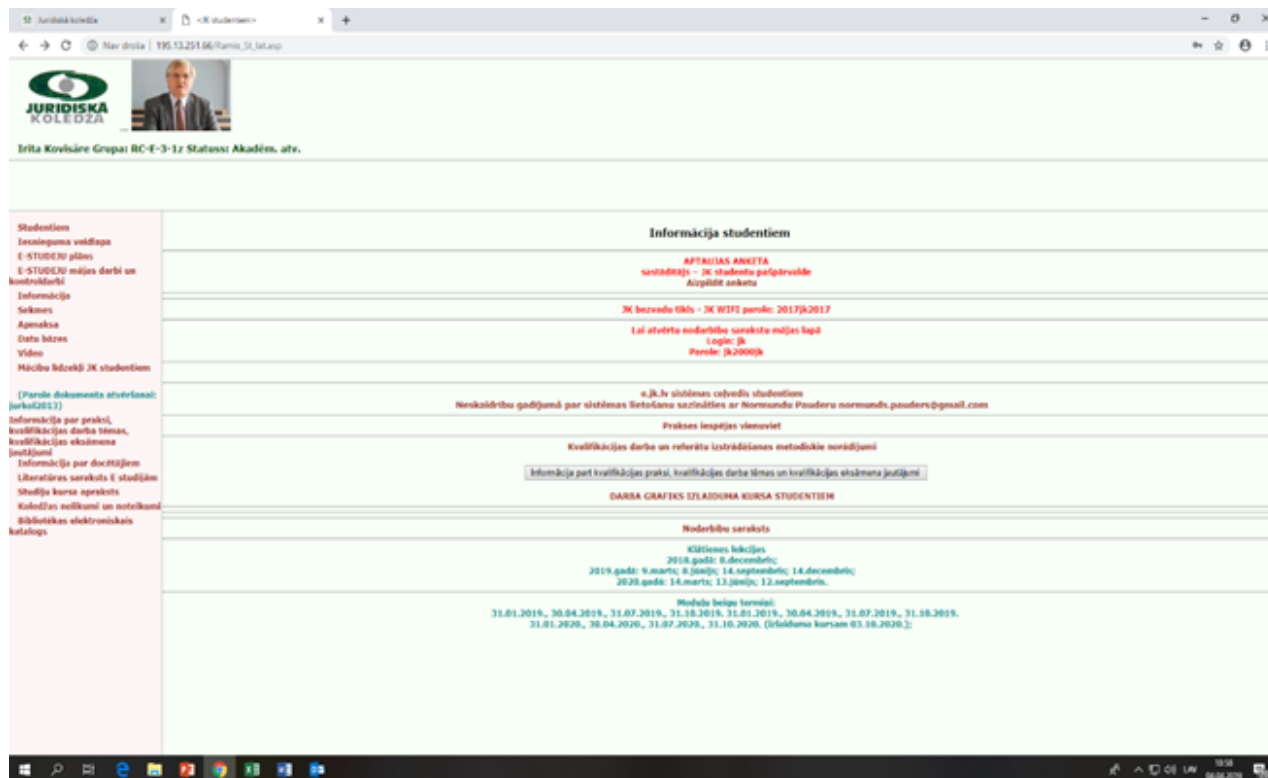 Juridiskā koledža
<JK studentiem>
Nav droša | 195.13.251.66/Ramis_St_lat.asp
JURIDISKĀ
KOLEDŽA
Irita Kovisāre Grupa: RC-E-3-1z Statuss: Akadēm. atv.
Studentiem
Iesnieguma veidlapa
E-STUDIJU plāns
E-STUDIJU mājas darbi un
kontroldarbi
Informācija
Sekmes
Apmaksa
Datu bāzes
Video
Mācību līdzekļi JK studentiem
(Parole dokumenta atvēršanai:
jurkol2013)
Informācija par praksi,
kvalifikācijas darba tēmas,
kvalifikācijas eksāmena
jautājumi
Informācija par docētājiem
Literatūras saraksts E studijām
Studiju kursa apraksts
Koledžas nolikumi un noteikumi
Bibliotēkas elektroniskais
katalogs
Informācija studentiem
APTAUJAS ANKETA
sastādītājs - JK studentu pašpārvalde
Aizpildīt anketu
JK bezvadu tīkls - JK WIFI parole: 2017jk2017
Lai atvērtu nodarbību sarakstu mājas lapā
Login: jk
Parole: jk2000jk
e.jk.lv sistēmas ceļvedis studentiem
Neskaidrību gadījumā par sistēmas lietošanu sazināties ar Normundu Pauderu normunds.pauders@gmail.com
Prakses iespējas vienuviet
Kvalifikācijas darba un referātu izstrādāšanas metodiskie norādījumi
Informācija part kvalifikācijas praksi, kvalifikācijas darba tēmas un kvalifikācijas eksāmena jautājumi
DARBA GRAFIKS IZLAIDUMA KURSA STUDENTIEM
Nodarbību saraksts
Klātienes lekcijas
2018.gadā: 8.decembris;
2019.gadā: 9.marts; 8.jūnijs; 14.septembris; 14.decembris;
2020.gadā: 14.marts; 13.jūnijs; 12.septembris.
Moduļu beigu termiņi:
31.01.2019., 30.04.2019., 31.07.2019., 31.10.2019. 31.01.2019., 30.04.2019., 31.07.2019., 31.10.2019.
31.01.2020., 30.04.2020., 31.07.2020., 31.10.2020. (izlaiduma kursam 03.10.2020.);
LAV
18:58